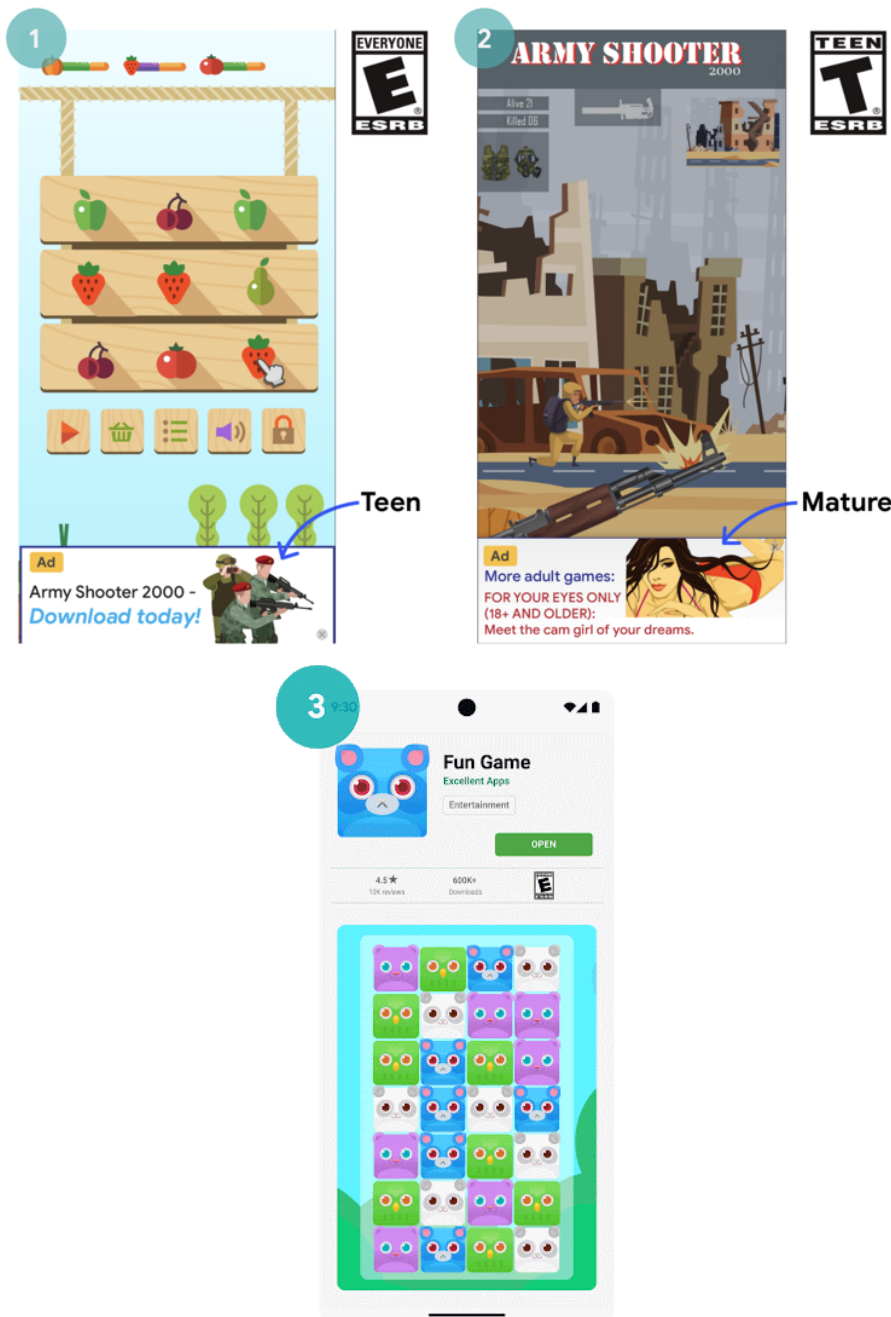 1
EVERYONE
E
®
ESRB
Teen
Ad
Army Shooter 2000 -
Download today!
2
ARMY SHOOTER
2000
TEEN
T
®
ESRB
Alive 21
Killed 06
Mature
Ad
More adult games:
FOR YOUR EYES ONLY
(18+ AND OLDER):
Meet the cam girl of your dreams.
3
9:30
Fun Game
Excellent Apps
Entertainment
OPEN
4.5★
10K reviews
600K+
Downloads
E